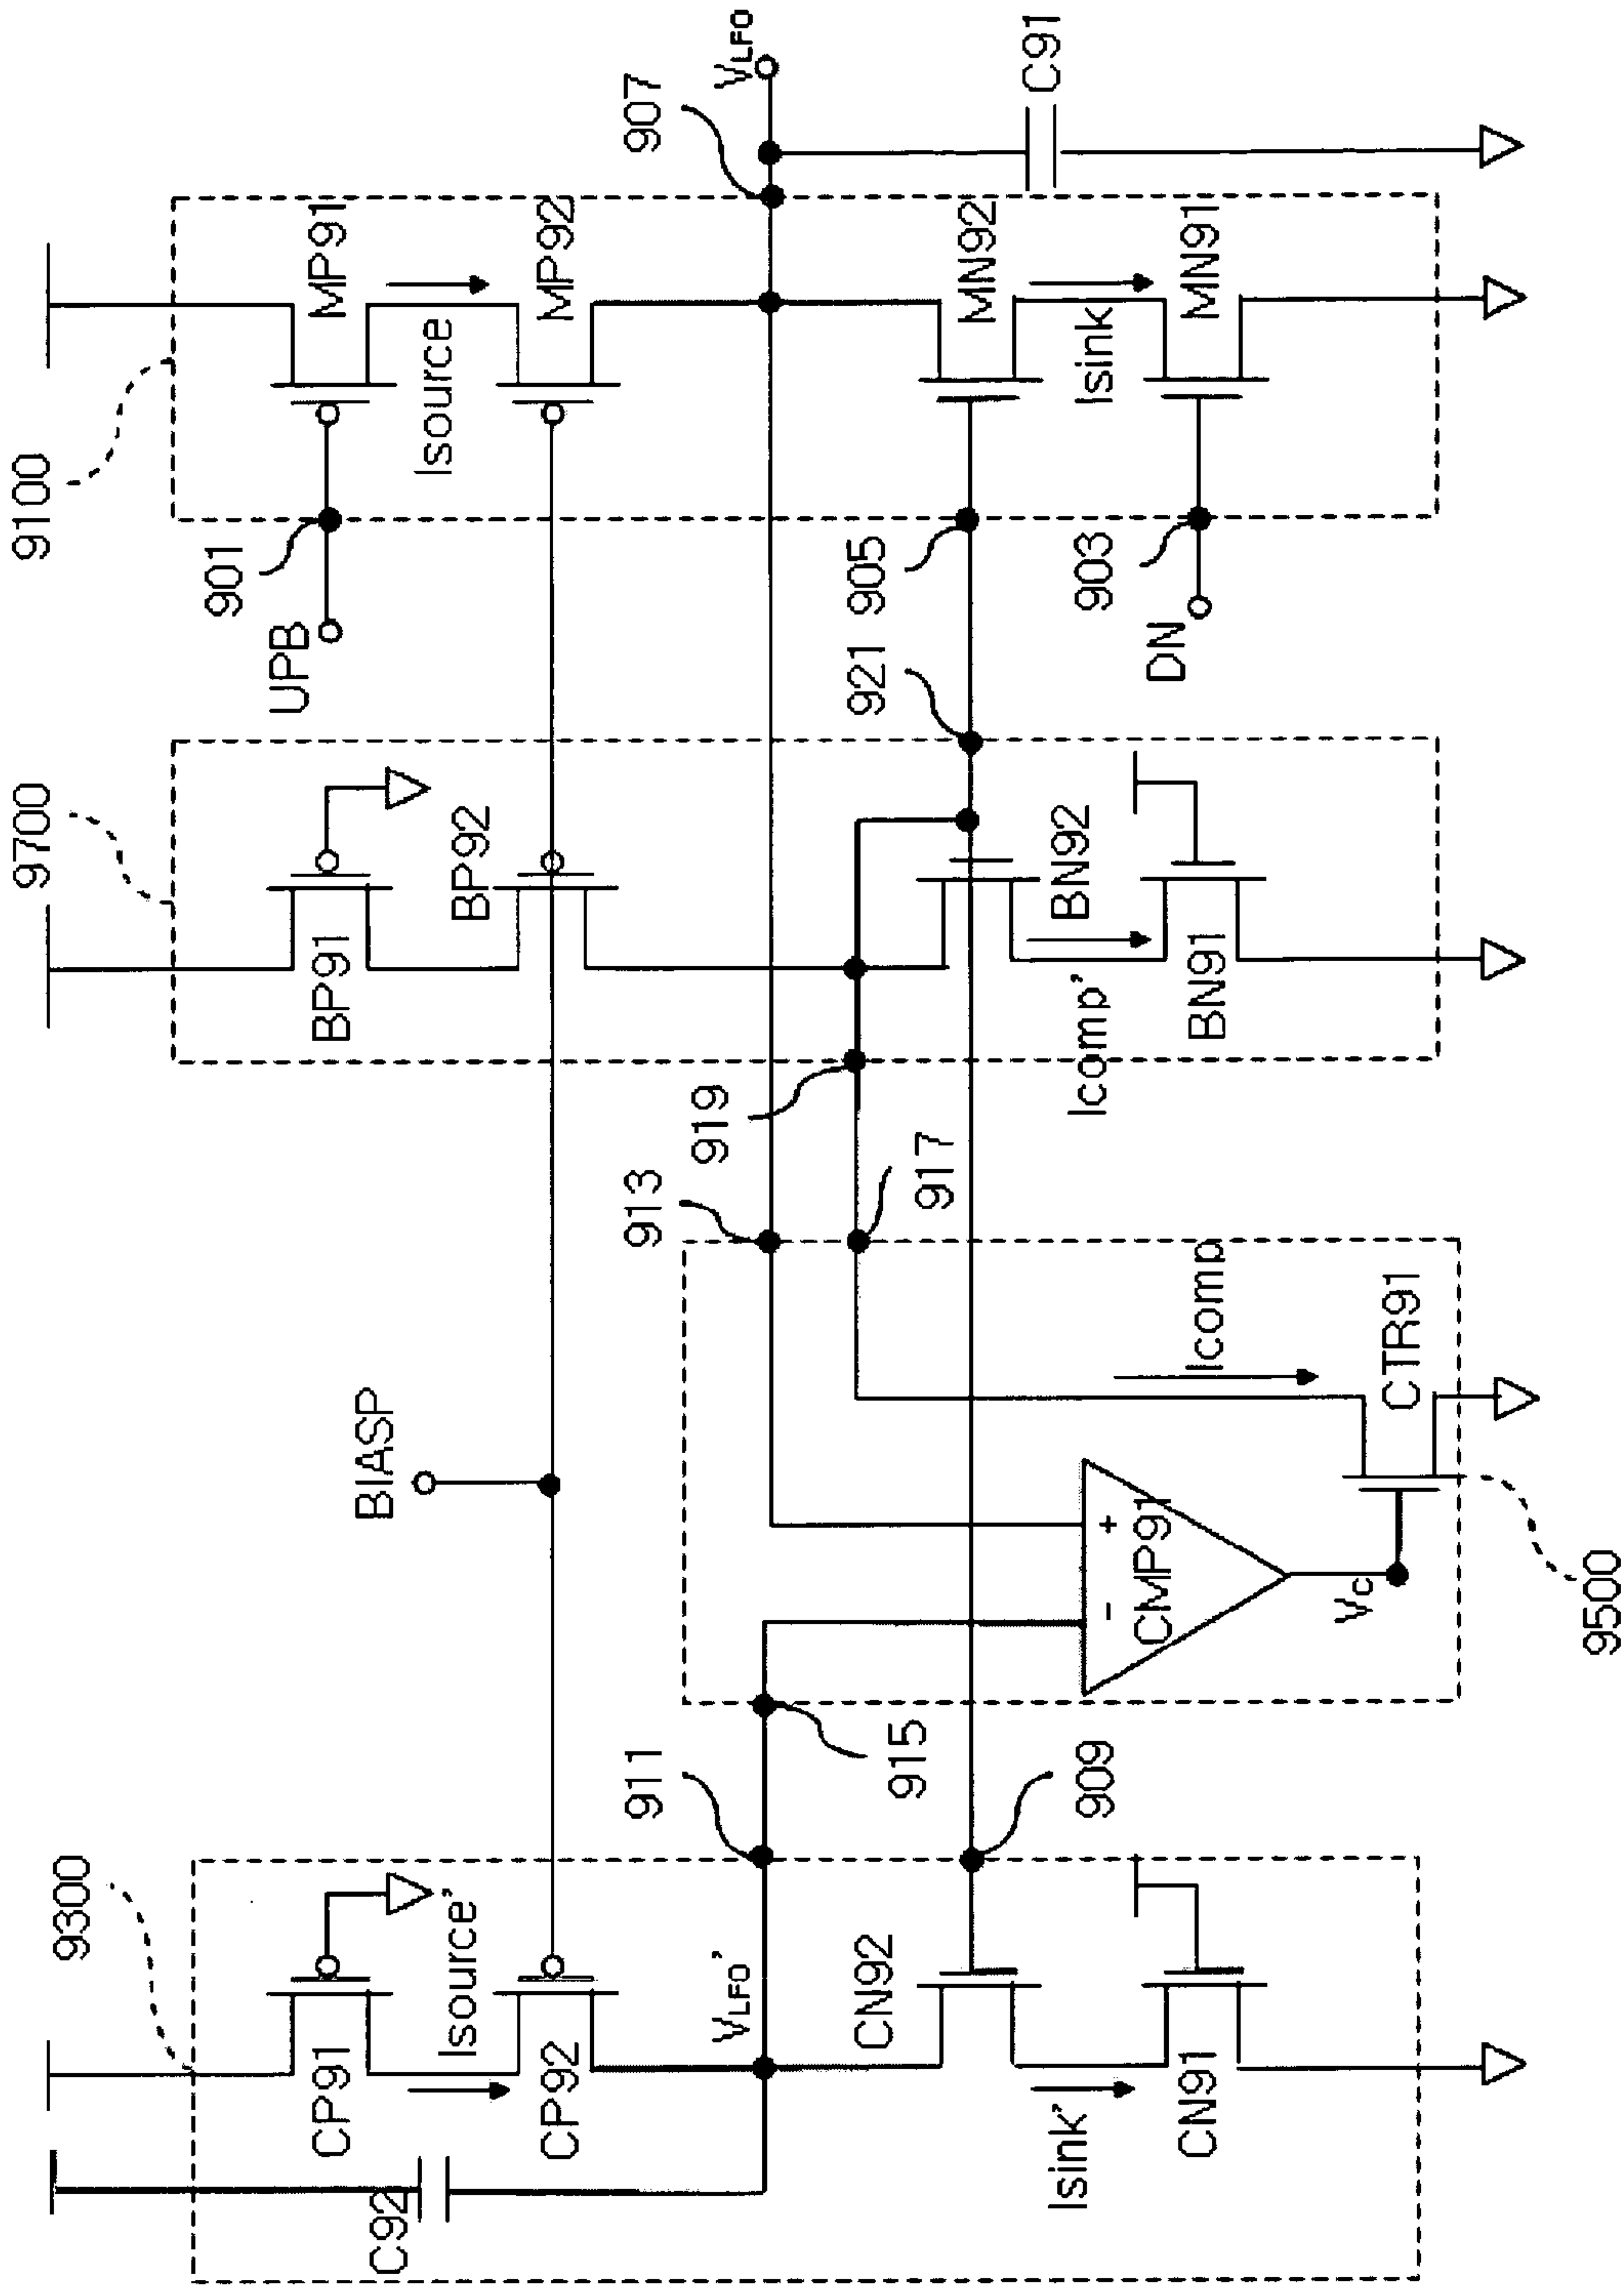 9100
901
UPB
MP91
Isource
MP92
907
VLFO
C91
MN92
Isink
MN91
905
903
DN
921
9700
BP91
BP92
BN92
Icomp'
BN91
919
913
917
BIASP
Icomp
CTR91
+
-
CMP91
Vc
9500
915
911
909
9300
CP91
Isource'
CP92
C92
VLFO'
CN92
Isink'
CN91